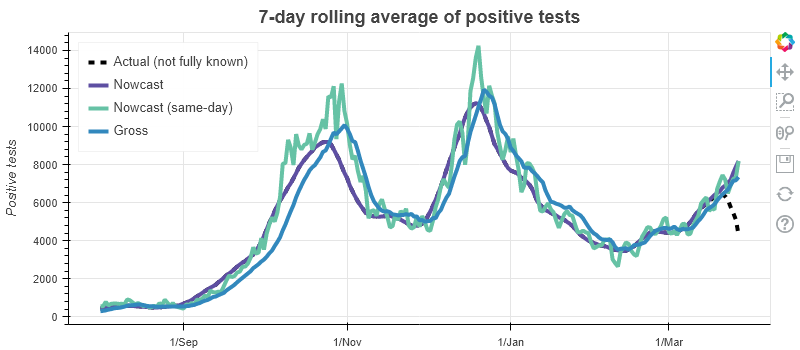 7-day rolling average of positive tests
14000
12000
10000
8000
6000
4000
2000
0
Positive tests
Actual (not fully known)
Nowcast
Nowcast (same-day)
Gross
1/Sep
1/Nov
1/Jan
1/Mar